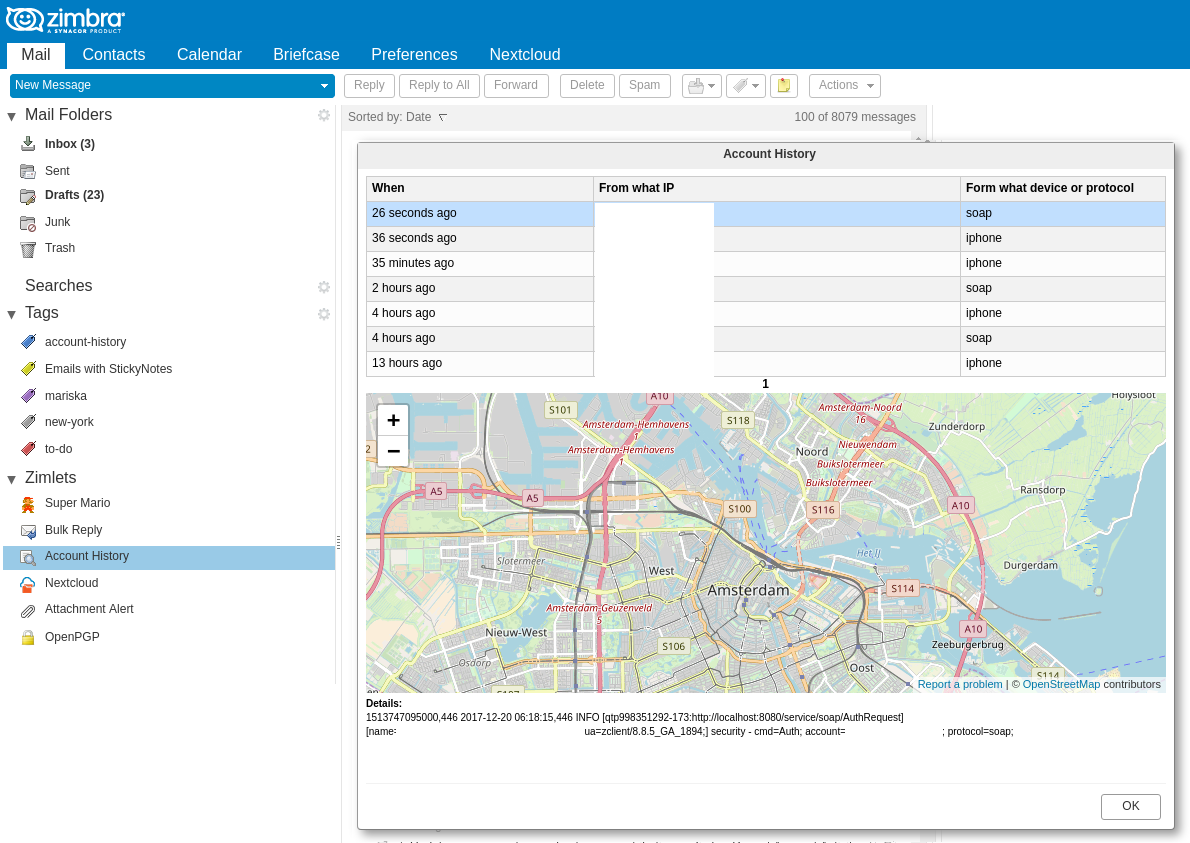 zimbra
A SYNACOR PRODUCT
Mail Contacts Calendar Briefcase Preferences Nextcloud
New Message
Reply Reply to All Forward Delete Spam Actions
Mail Folders
Inbox (3)
Sent
Drafts (23)
Junk
Trash
Searches
Tags
account-history
Emails with StickyNotes
mariska
new-york
to-do
Zimlets
Super Mario
Bulk Reply
Account History
Nextcloud
Attachment Alert
OpenPGP
Sorted by: Date 100 of 8079 messages
Account History
When From what IP Form what device or protocol
26 seconds ago soap
36 seconds ago iphone
35 minutes ago iphone
2 hours ago soap
4 hours ago iphone
4 hours ago soap
13 hours ago iphone
1
+
−
A10
Holysloot
S101
Amsterdam-Noord
16
S118
Amsterdam-Hemhavens
1
Zunderdorp
Amsterdam-Hemhavens
1
Nieuwendam
Noord
Buikslotermeer
Buikslotermeer
A5
A5
Ransdorp
A10
S100
S116
Het IJ
Slotermeer
West
Durgerdam
Amsterdam
S114
Amsterdam-Geuzenveld
5
Nieuw-West
A10
S106
Zeeburgerbrug
Osdorp
Oost
S114
S107
Report a problem | © OpenStreetMap contributors
Details:
1513747095000,446 2017-12-20 06:18:15,446 INFO [qtp998351292-173:http://localhost:8080/service/soap/AuthRequest]
[name= ua=zclient/8.8.5_GA_1894;] security - cmd=Auth; account= ; protocol=soap;
OK